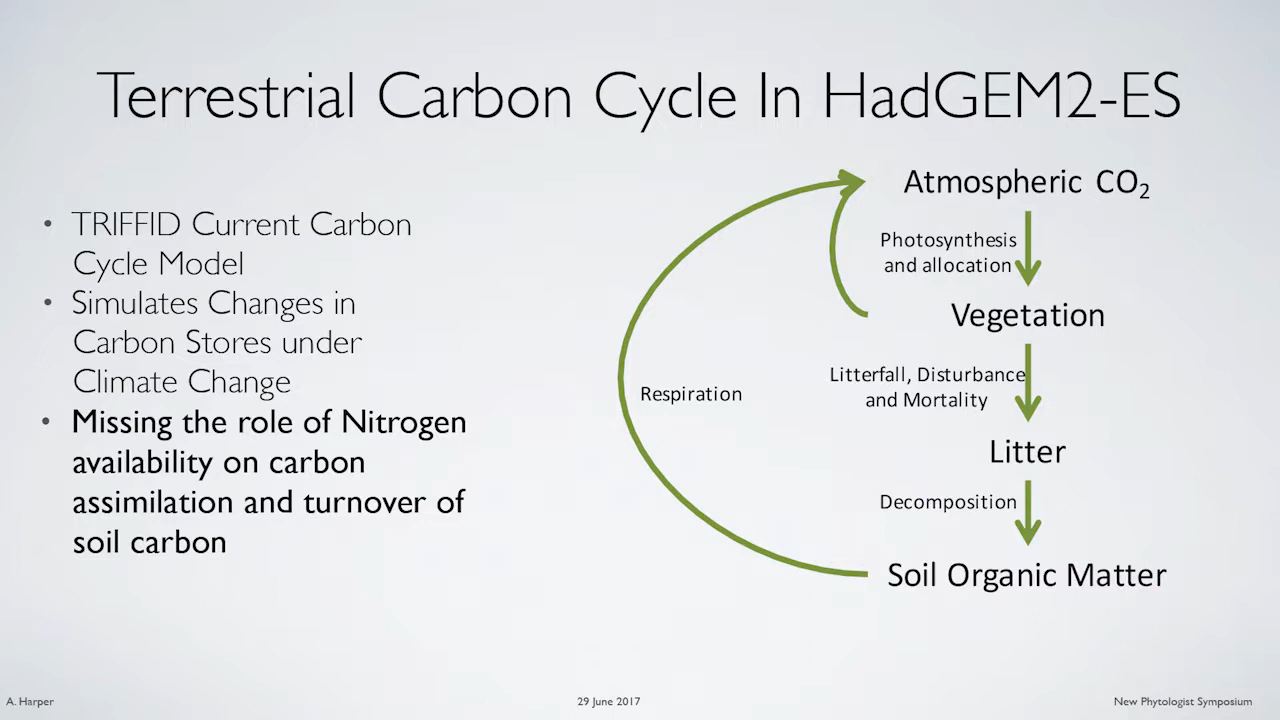 Terrestrial Carbon Cycle In HadGEM2-ES
• TRIFFID Current Carbon
Cycle Model
• Simulates Changes in
Carbon Stores under
Climate Change
• Missing the role of Nitrogen
availability on carbon
assimilation and turnover of
soil carbon
Atmospheric CO₂
Photosynthesis
and allocation
Vegetation
Litterfall, Disturbance
and Mortality
Respiration
Litter
Decomposition
Soil Organic Matter
A. Harper
29 June 2017
New Phytologist Symposium